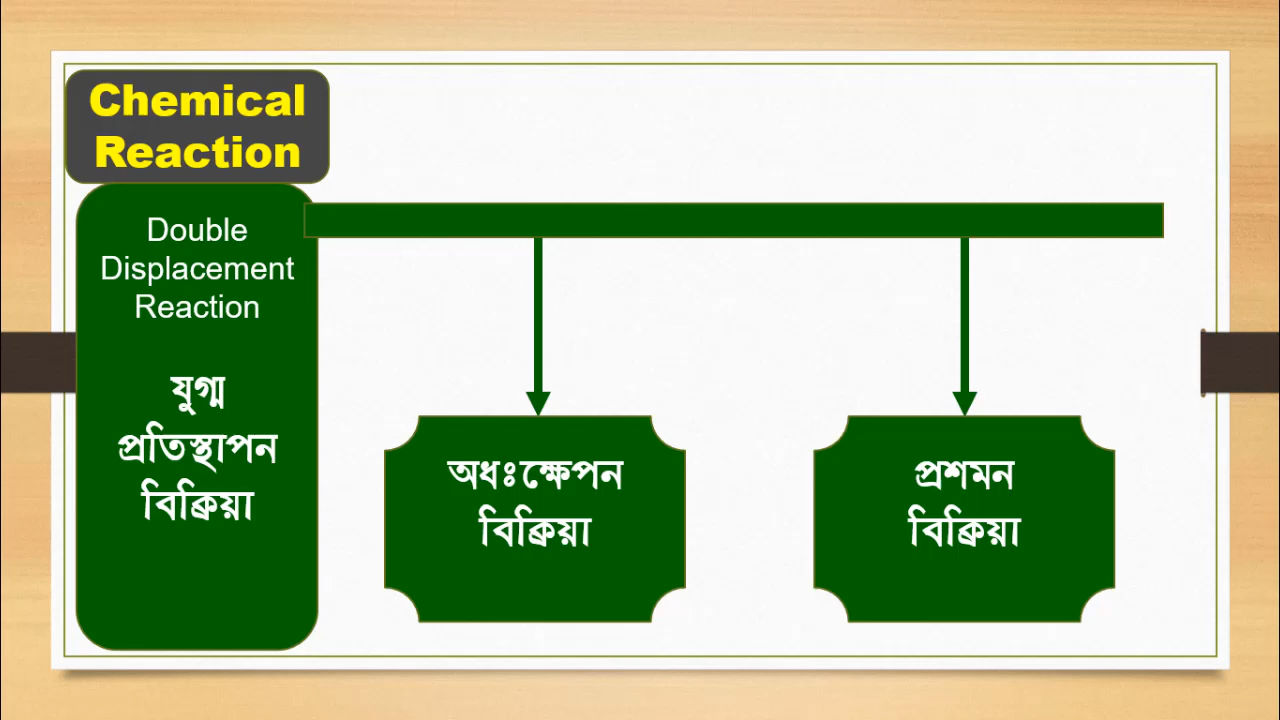 Chemical
Reaction
Double
Displacement
Reaction
যুগ্ম
প্রতিস্থাপন
বিক্রিয়া
অধঃক্ষেপন
বিক্রিয়া
প্রশমন
বিক্রিয়া